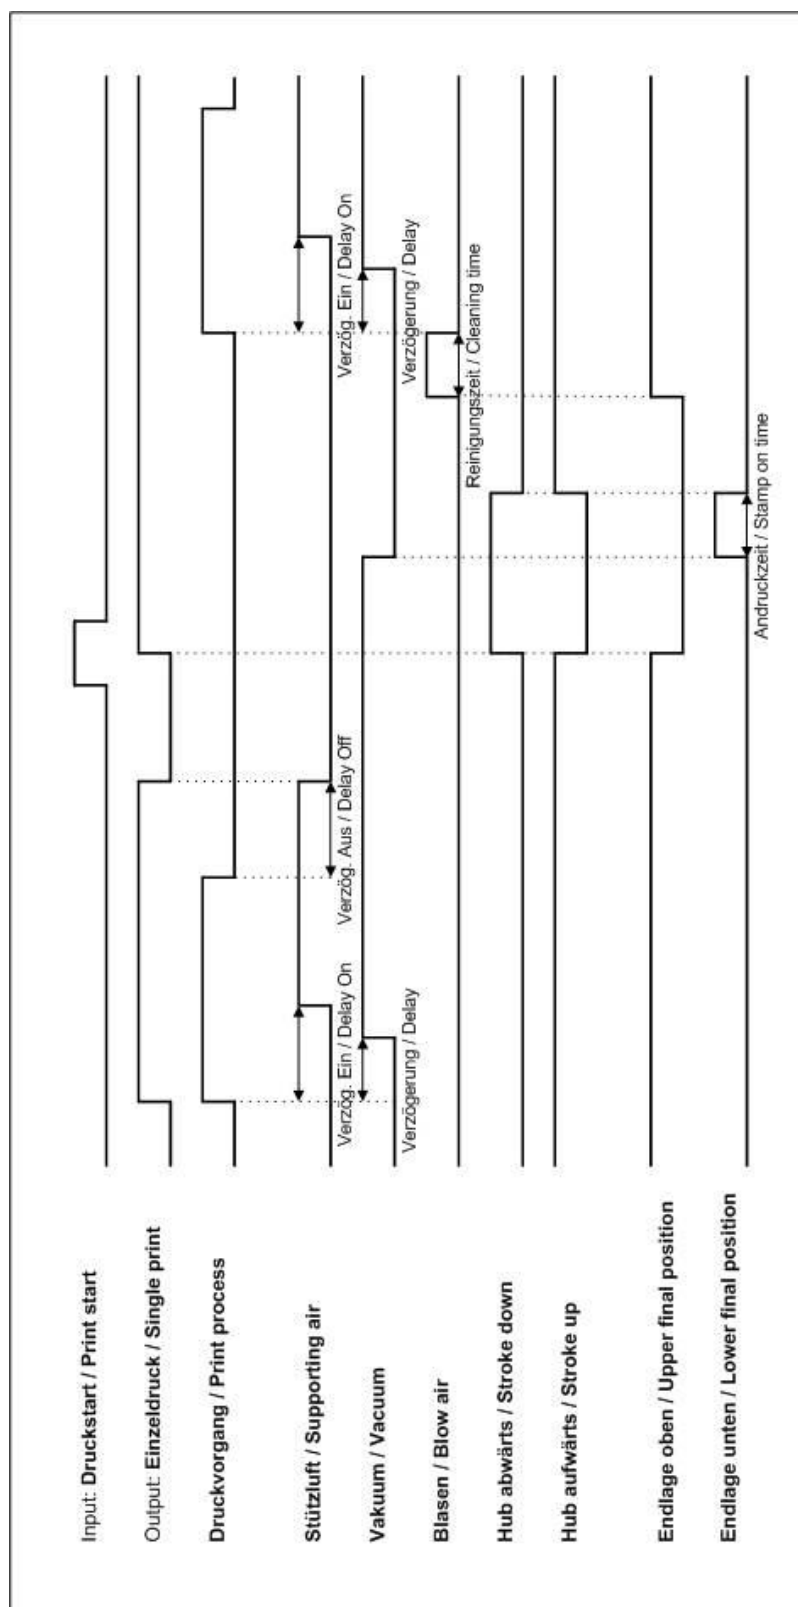 Input: Druckstart / Print start
Output: Einzeldruck / Single print
Druckvorgang / Print process
Stützluft / Supporting air
Verzög. Ein / Delay On
Verzög. Aus / Delay Off
Verzög. Ein / Delay On
Vakuum / Vacuum
Verzögerung / Delay
Verzögerung / Delay
Blasen / Blow air
Reinigungszeit / Cleaning time
Hub abwärts / Stroke down
Hub aufwärts / Stroke up
Endlage oben / Upper final position
Endlage unten / Lower final position
Andruckzeit / Stamp on time